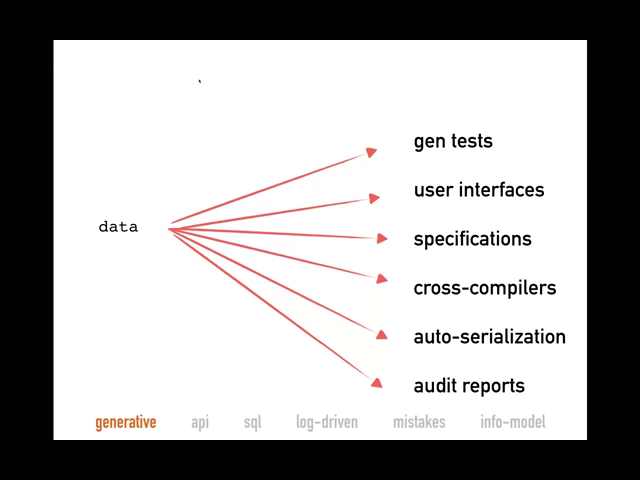 gen tests
user interfaces
data
specifications
cross-compilers
auto-serialization
audit reports
generative api sql log-driven mistakes info-model